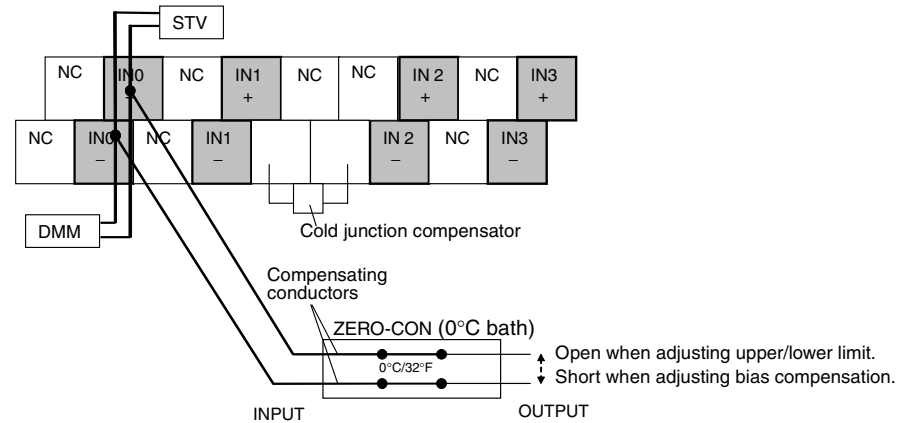 STV
NC IN0 NC IN1 NC NC IN 2 NC IN3
+ + +
NC IN0 NC IN1 IN 2 NC IN3
– – –
DMM
Cold junction compensator
Compensating
conductors
ZERO-CON (0°C bath)
0°C/32°F
Open when adjusting upper/lower limit.
Short when adjusting bias compensation.
INPUT
OUTPUT